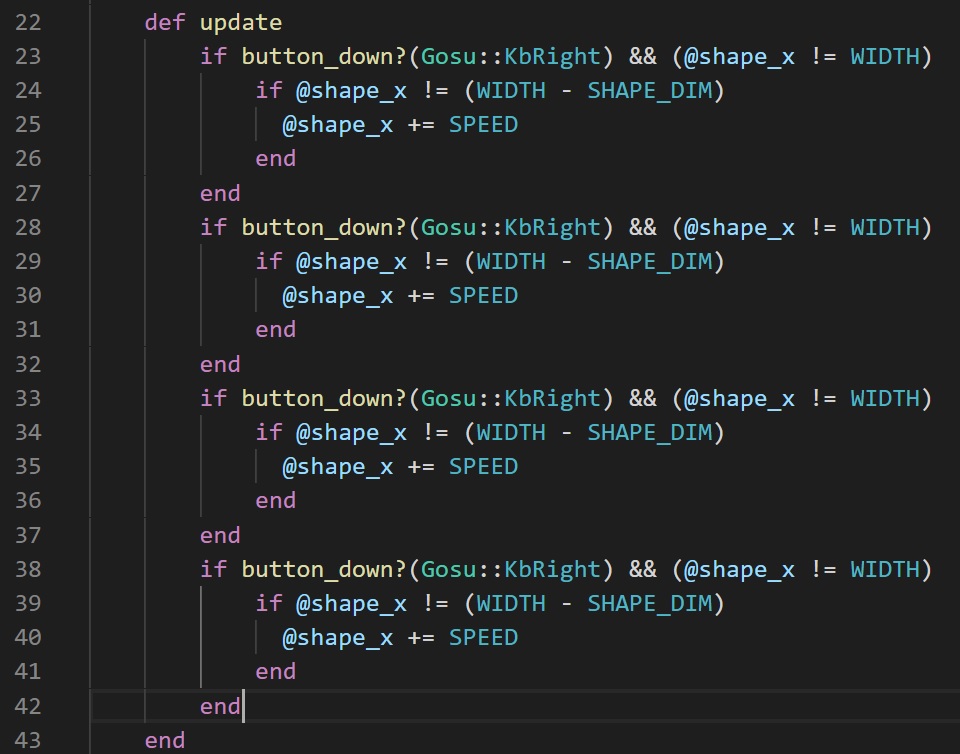 22 def update
23 if button_down?(Gosu::KbRight) && (@shape_x != WIDTH)
24 if @shape_x != (WIDTH - SHAPE_DIM)
25 @shape_x += SPEED
26 end
27 end
28 if button_down?(Gosu::KbRight) && (@shape_x != WIDTH)
29 if @shape_x != (WIDTH - SHAPE_DIM)
30 @shape_x += SPEED
31 end
32 end
33 if button_down?(Gosu::KbRight) && (@shape_x != WIDTH)
34 if @shape_x != (WIDTH - SHAPE_DIM)
35 @shape_x += SPEED
36 end
37 end
38 if button_down?(Gosu::KbRight) && (@shape_x != WIDTH)
39 if @shape_x != (WIDTH - SHAPE_DIM)
40 @shape_x += SPEED
41 end
42 end
43 end